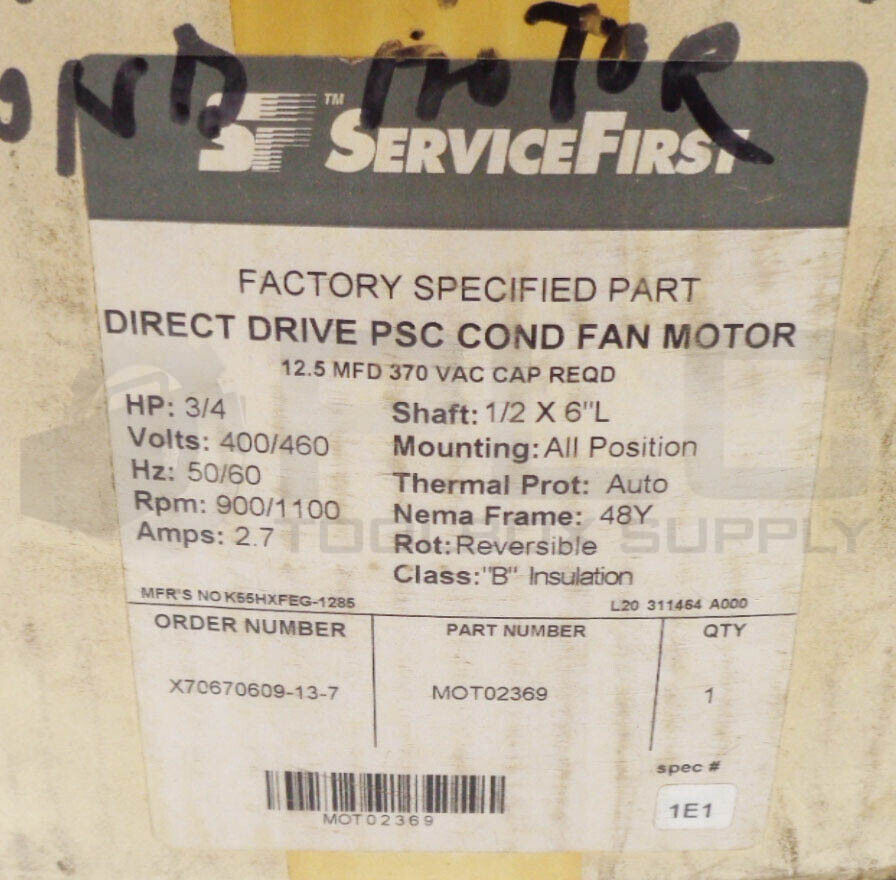 OND. MOTOR
SF™ SERVICEFIRST
FACTORY SPECIFIED PART
DIRECT DRIVE PSC COND FAN MOTOR
12.5 MFD 370 VAC CAP REQD
HP: 3/4
Volts: 400/460
Hz: 50/60
Rpm: 900/1100
Amps: 2.7
Shaft: 1/2 X 6"L
Mounting: All Position
Thermal Prot: Auto
Nema Frame: 48Y
Rot: Reversible
Class: "B" Insulation
MFR'S NO K55HXFEG-1285
L20 311464 A000
ORDER NUMBER
PART NUMBER
QTY
X70670609-13-7
MOT02369
1
MOT02369
spec #
1E1
SUPPLY